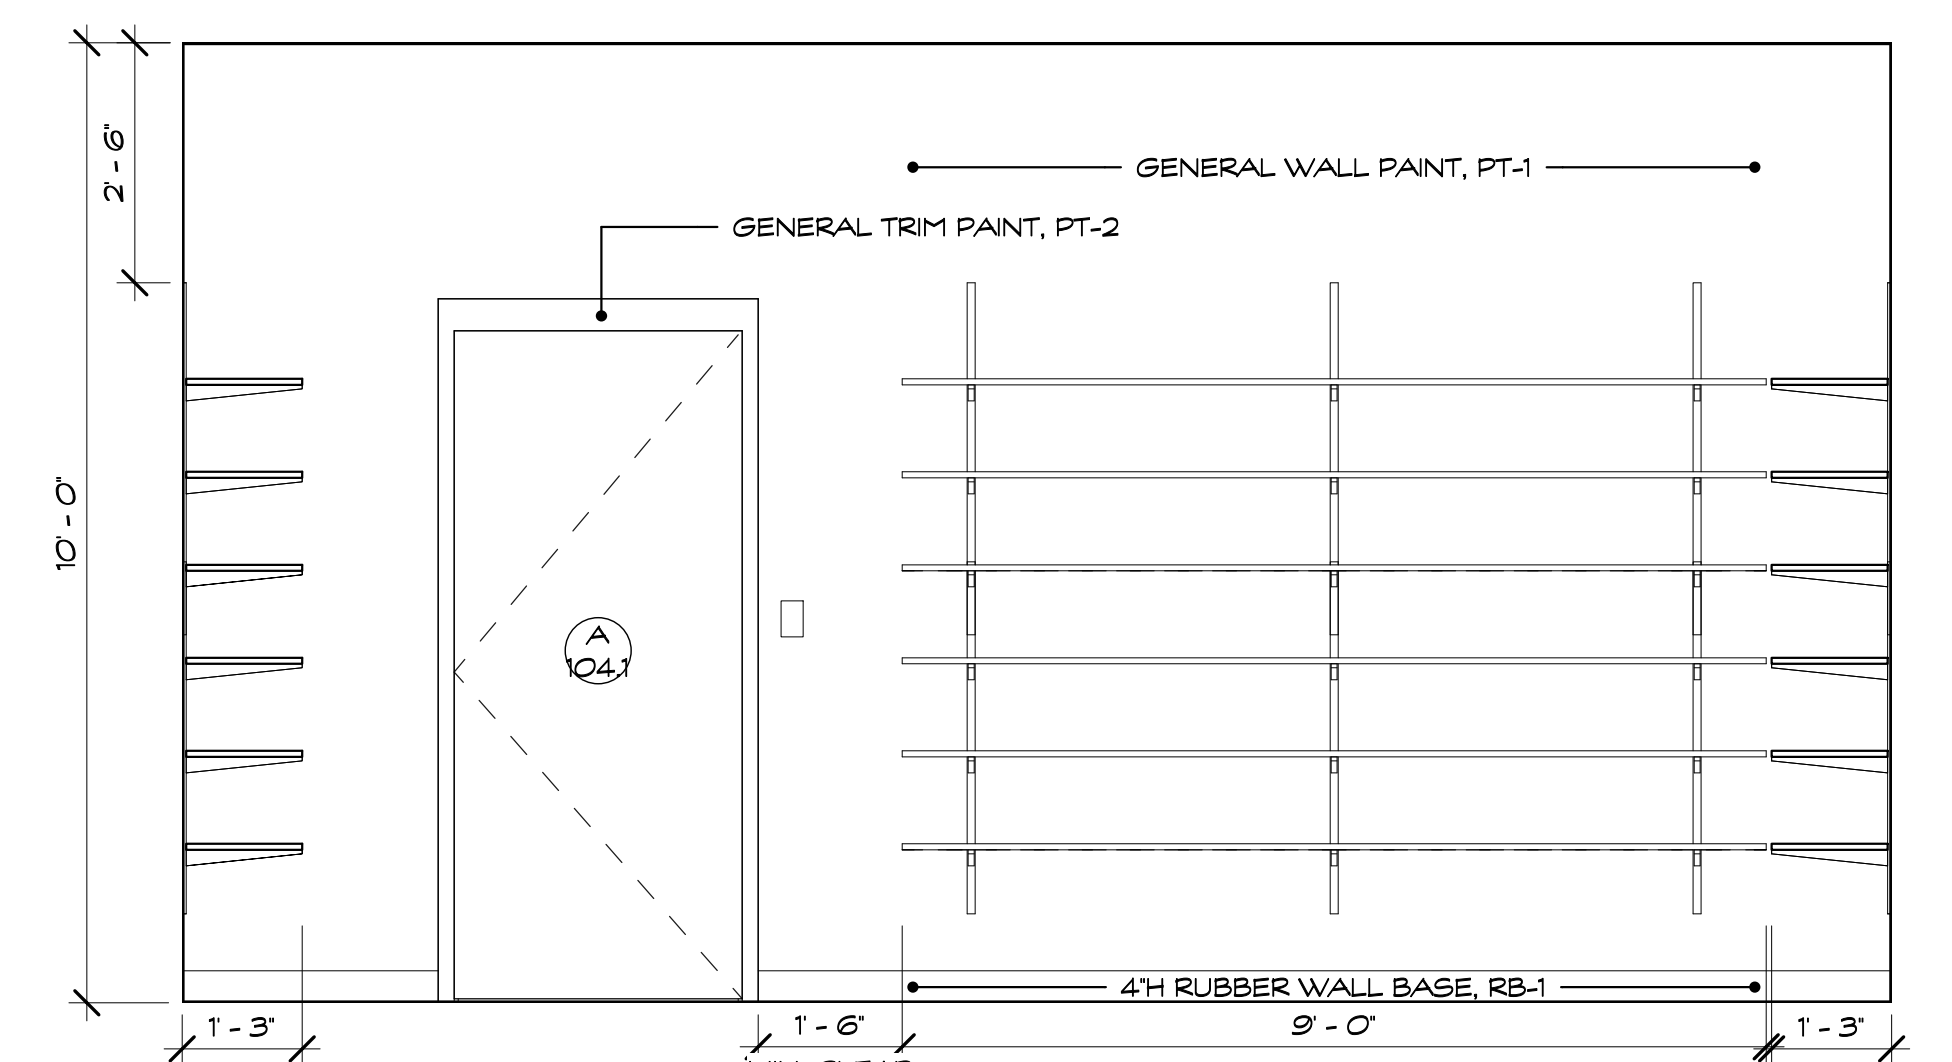 2' - 6"
GENERAL WALL PAINT, PT-1
GENERAL TRIM PAINT, PT-2
10' - 0"
A
104.1
4"H RUBBER WALL BASE, RB-1
1' - 3"
1' - 6"
9' - 0"
1' - 3"